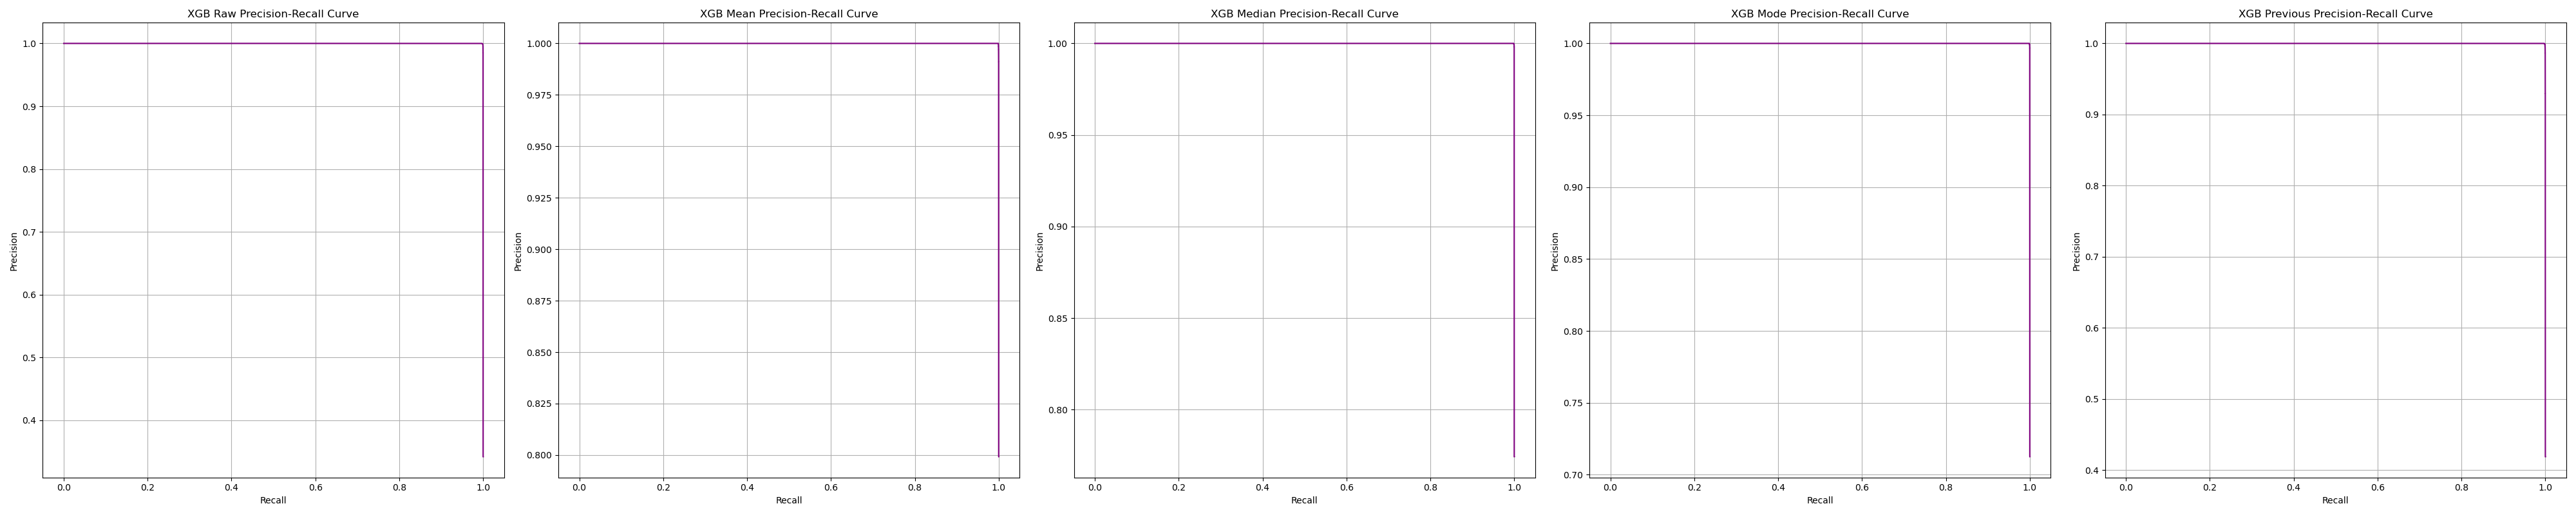 XGB Raw Precision-Recall Curve
1.0
0.9
0.8
0.7
0.6
0.5
0.4
Precision
0.0 0.2 0.4 0.6 0.8 1.0
Recall
XGB Mean Precision-Recall Curve
1.000
0.975
0.950
0.925
0.900
0.875
0.850
0.825
0.800
Precision
0.0 0.2 0.4 0.6 0.8 1.0
Recall
XGB Median Precision-Recall Curve
1.00
0.95
0.90
0.85
0.80
Precision
0.0 0.2 0.4 0.6 0.8 1.0
Recall
XGB Mode Precision-Recall Curve
1.00
0.95
0.90
0.85
0.80
0.75
0.70
Precision
0.0 0.2 0.4 0.6 0.8 1.0
Recall
XGB Previous Precision-Recall Curve
1.0
0.9
0.8
0.7
0.6
0.5
0.4
Precision
0.0 0.2 0.4 0.6 0.8 1.0
Recall